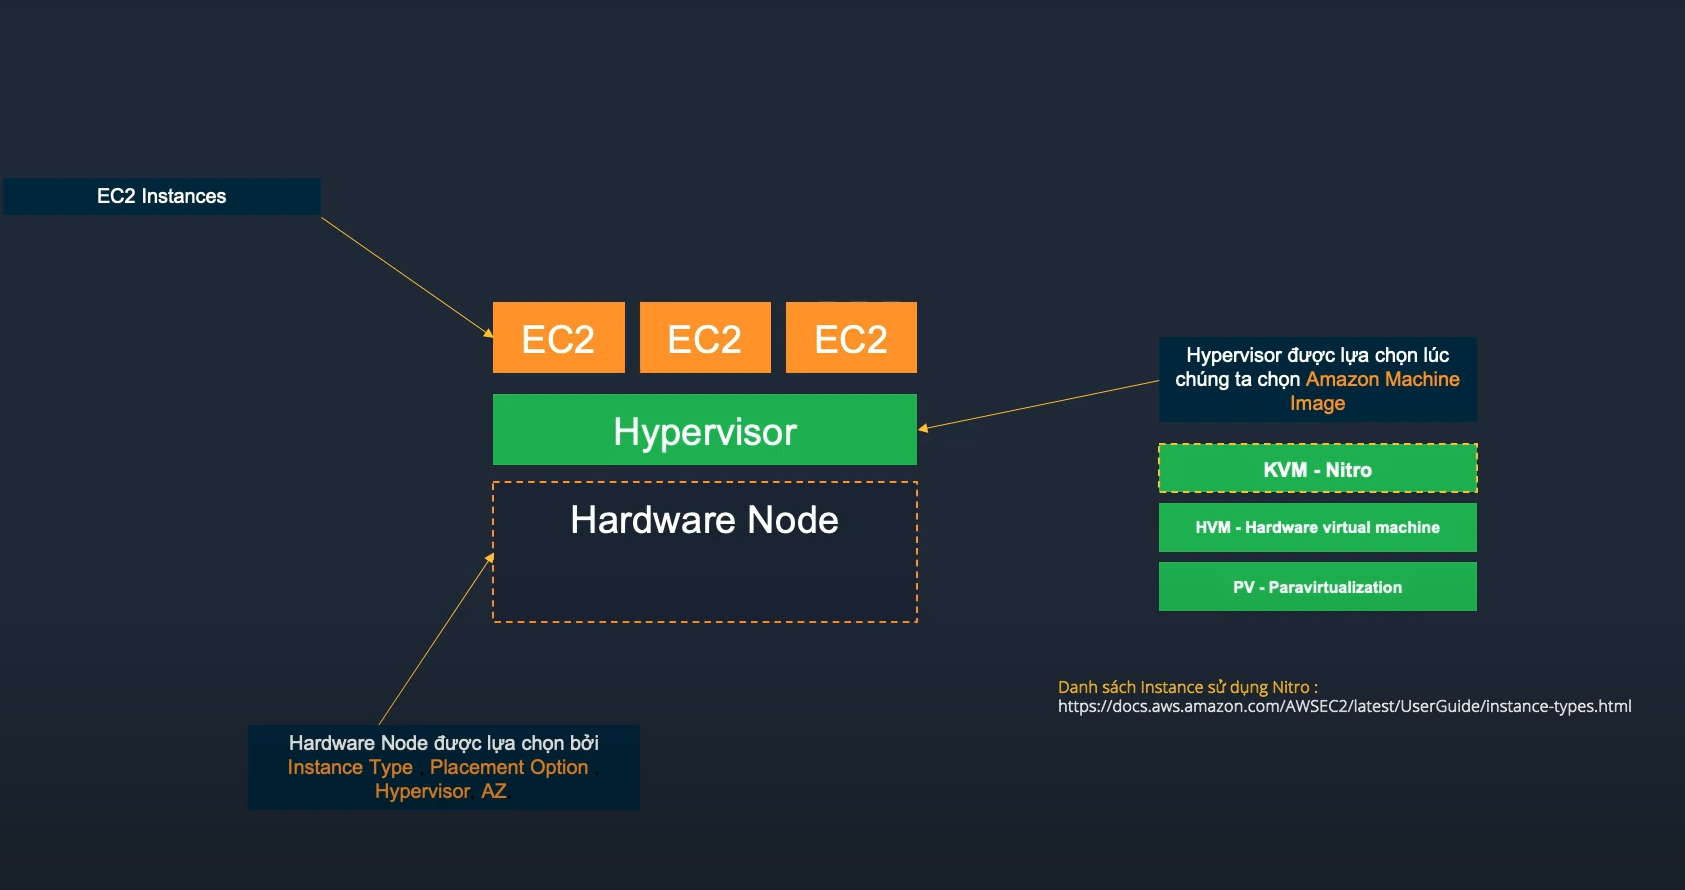 EC2 Instances
EC2 EC2 EC2
Hypervisor
Hardware Node
Hypervisor được lựa chọn lúc
chúng ta chọn Amazon Machine
Image
KVM - Nitro
HVM - Hardware virtual machine
PV - Paravirtualization
Danh sách Instance sử dụng Nitro :
https://docs.aws.amazon.com/AWSEC2/latest/UserGuide/instance-types.html
Hardware Node được lựa chọn bởi
Instance Type , Placement Option ,
Hypervisor, AZ.